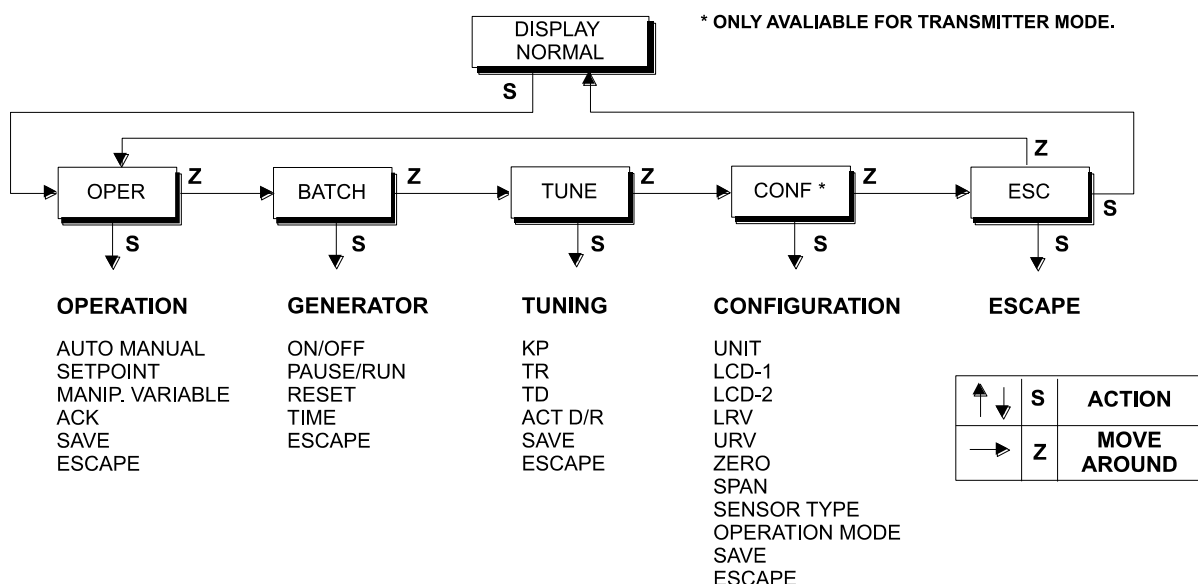 DISPLAY
NORMAL
* ONLY AVALIABLE FOR TRANSMITTER MODE.
S
S
Z
OPER
Z
BATCH
Z
TUNE
Z
CONF *
Z
ESC
S
S
S
S
S
S
OPERATION
AUTO MANUAL
SETPOINT
MANIP. VARIABLE
ACK
SAVE
ESCAPE
GENERATOR
ON/OFF
PAUSE/RUN
RESET
TIME
ESCAPE
TUNING
KP
TR
TD
ACT D/R
SAVE
ESCAPE
CONFIGURATION
UNIT
LCD-1
LCD-2
LRV
URV
ZERO
SPAN
SENSOR TYPE
OPERATION MODE
SAVE
ESCAPE
ESCAPE
S ACTION
Z MOVE
AROUND